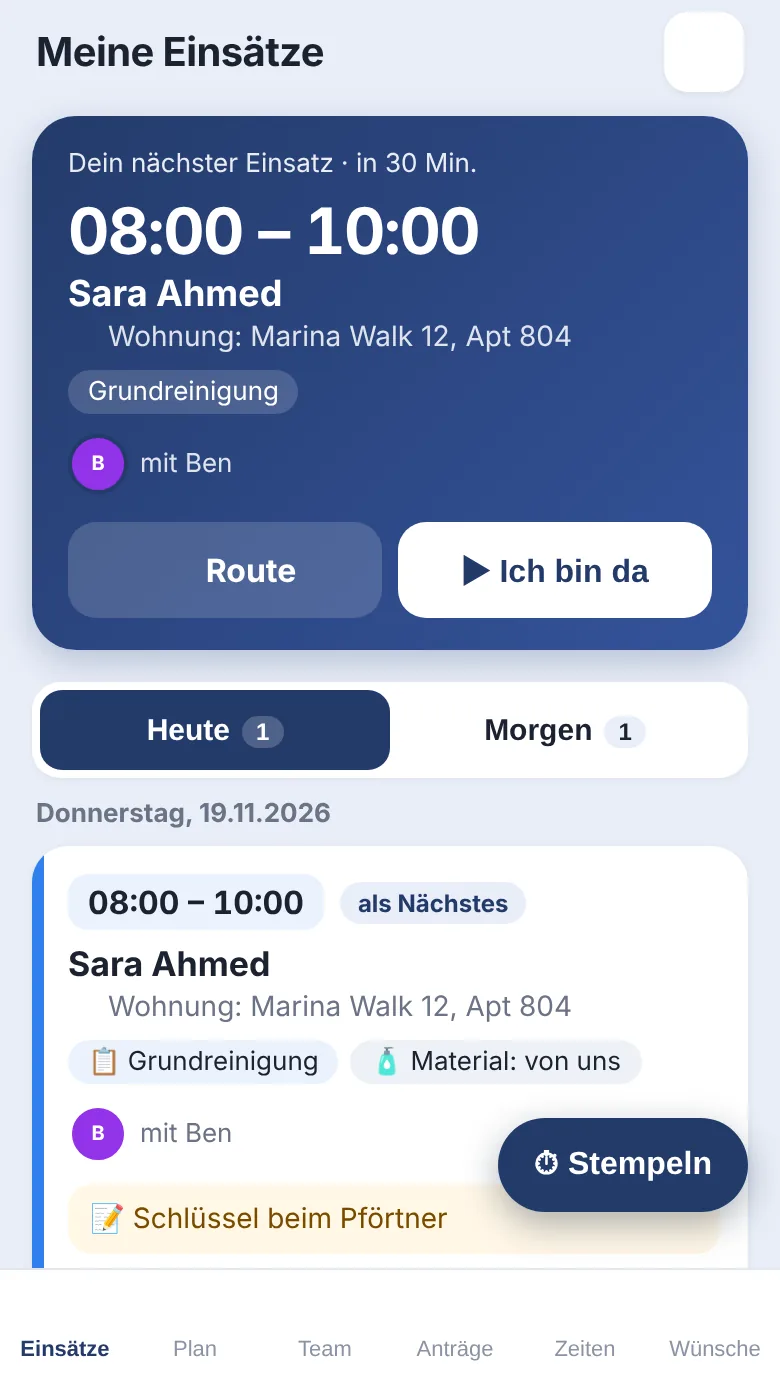 Meine Einsätze
Dein nächster Einsatz · in 30 Min.
08:00 – 10:00
Sara Ahmed
Wohnung: Marina Walk 12, Apt 804
Grundreinigung
B mit Ben
Route ▶ Ich bin da
Heute 1 Morgen 1
Donnerstag, 19.11.2026
08:00 – 10:00 als Nächstes
Sara Ahmed
Wohnung: Marina Walk 12, Apt 804
📋 Grundreinigung 🧴 Material: von uns
B mit Ben
⏱ Stempeln
📝 Schlüssel beim Pförtner
Einsätze Plan Team Anträge Zeiten Wünsche